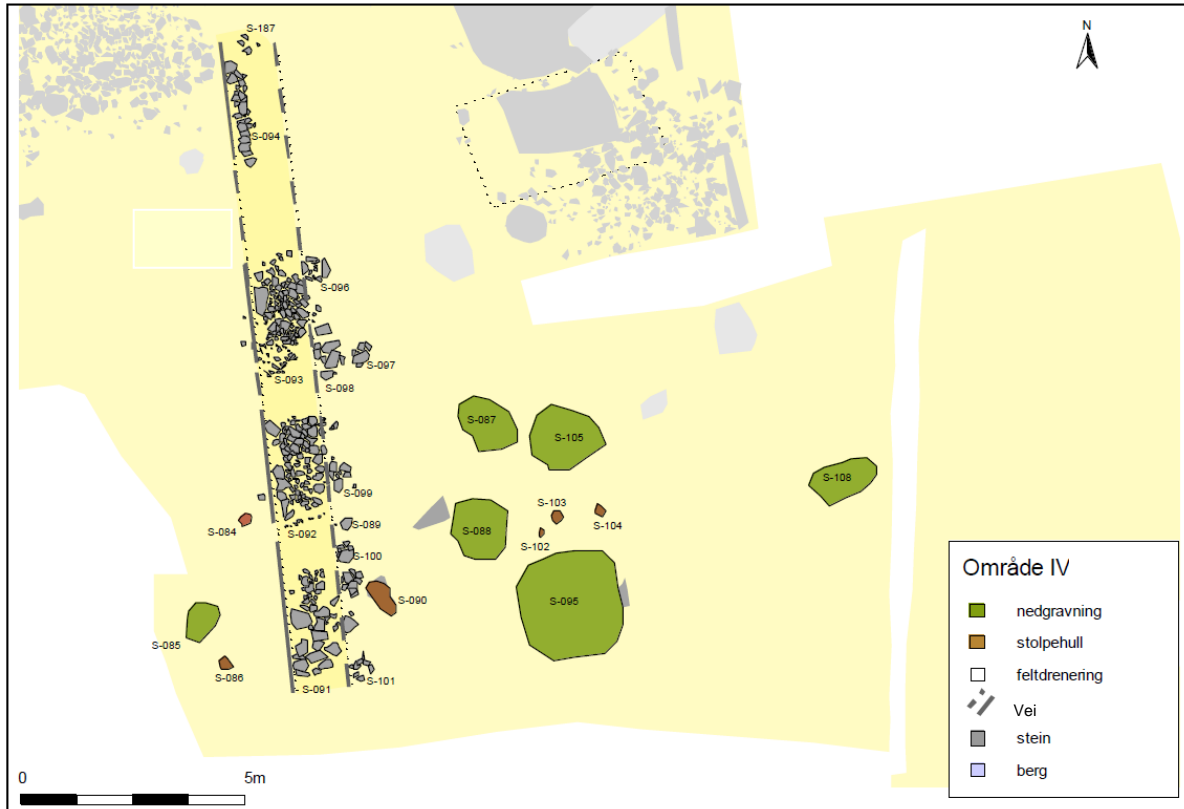 S-187
N
S-094
S-096
S-097
S-093
S-098
S-087
S-105
S-108
S-099
S-103
S-084
S-089
S-104
S-092
S-088
S-102
S-100
S-090
S-095
S-085
S-086
S-091
S-101
Område IV
nedgravning
stolpehull
feltdrenering
Vei
stein
berg
0 5m